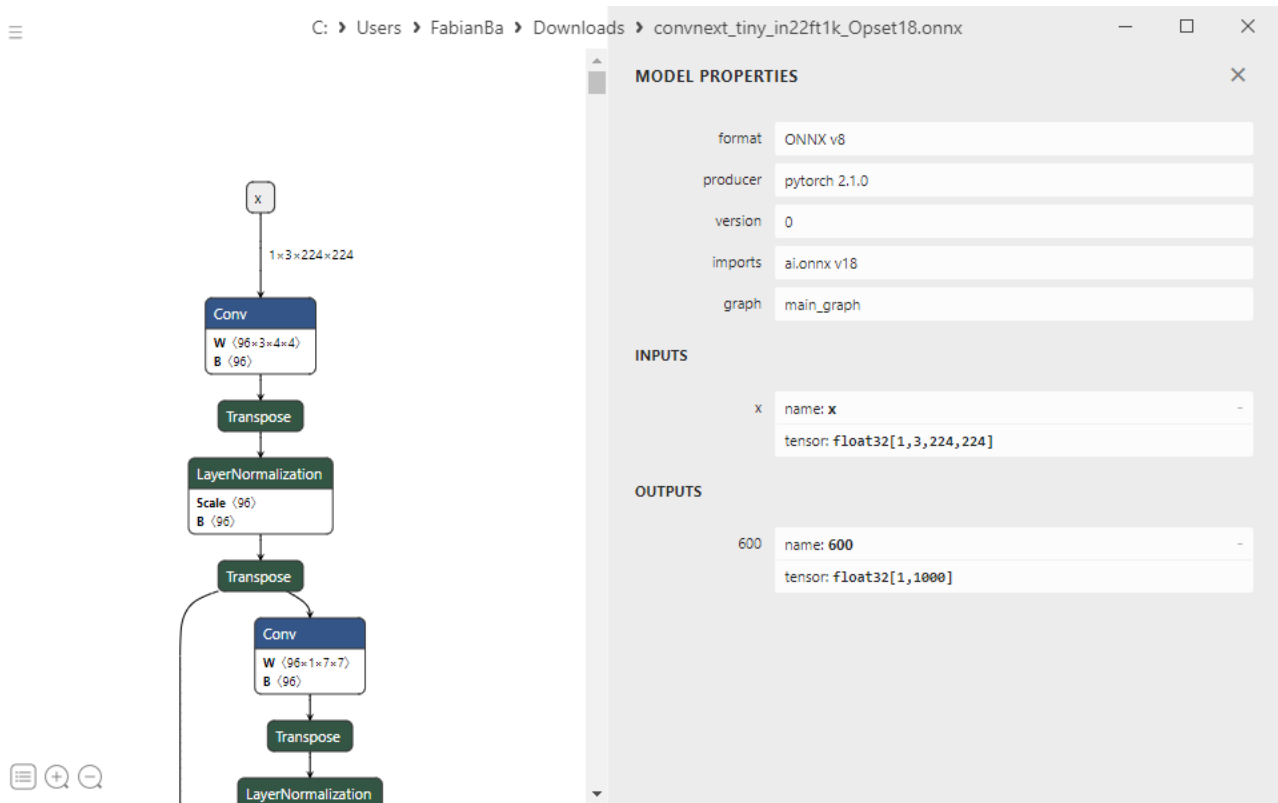 C: › Users › FabianBa › Downloads › convnext_tiny_in22ft1k_Opset18.onnx
x
1×3×224×224
Conv
W ⟨96×3×4×4⟩
B ⟨96⟩
Transpose
LayerNormalization
Scale ⟨96⟩
B ⟨96⟩
Transpose
Conv
W ⟨96×1×7×7⟩
B ⟨96⟩
Transpose
LayerNormalization
MODEL PROPERTIES
format ONNX v8
producer pytorch 2.1.0
version 0
imports ai.onnx v18
graph main_graph
INPUTS
x name: x -
tensor: float32[1,3,224,224]
OUTPUTS
600 name: 600 -
tensor: float32[1,1000]